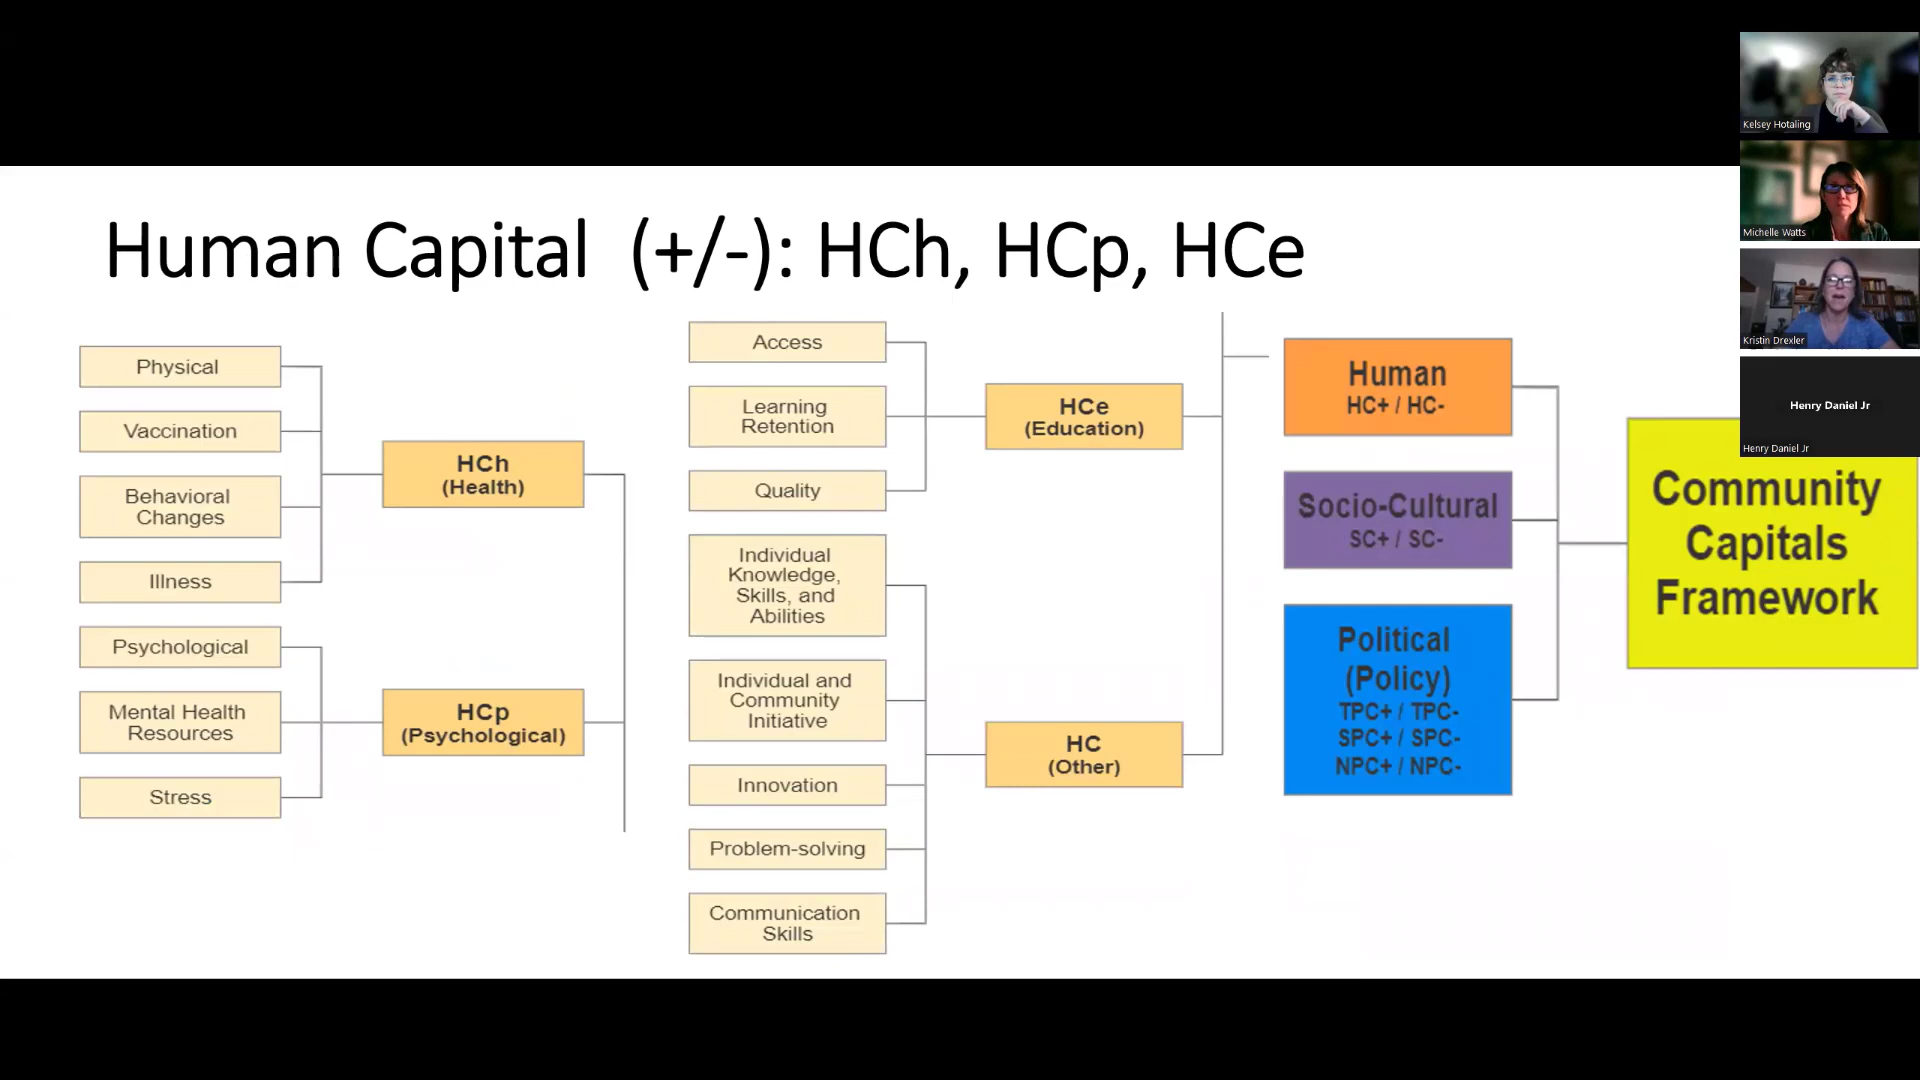 Human Capital (+/-): HCh, HCp, HCe
Physical
Vaccination
Behavioral
Changes
Illness
HCh
(Health)
Psychological
Mental Health
Resources
Stress
HCp
(Psychological)
Access
Learning
Retention
Quality
HCe
(Education)
Individual
Knowledge,
Skills, and
Abilities
Individual and
Community
Initiative
Innovation
Problem-solving
Communication
Skills
HC
(Other)
Human
HC+ / HC-
Socio-Cultural
SC+ / SC-
Political
(Policy)
TPC+ / TPC-
SPC+ / SPC-
NPC+ / NPC-
Community
Capitals
Framework
Kelsey Hotaling
Michelle Watts
Kristin Drexler
Henry Daniel Jr
Henry Daniel Jr